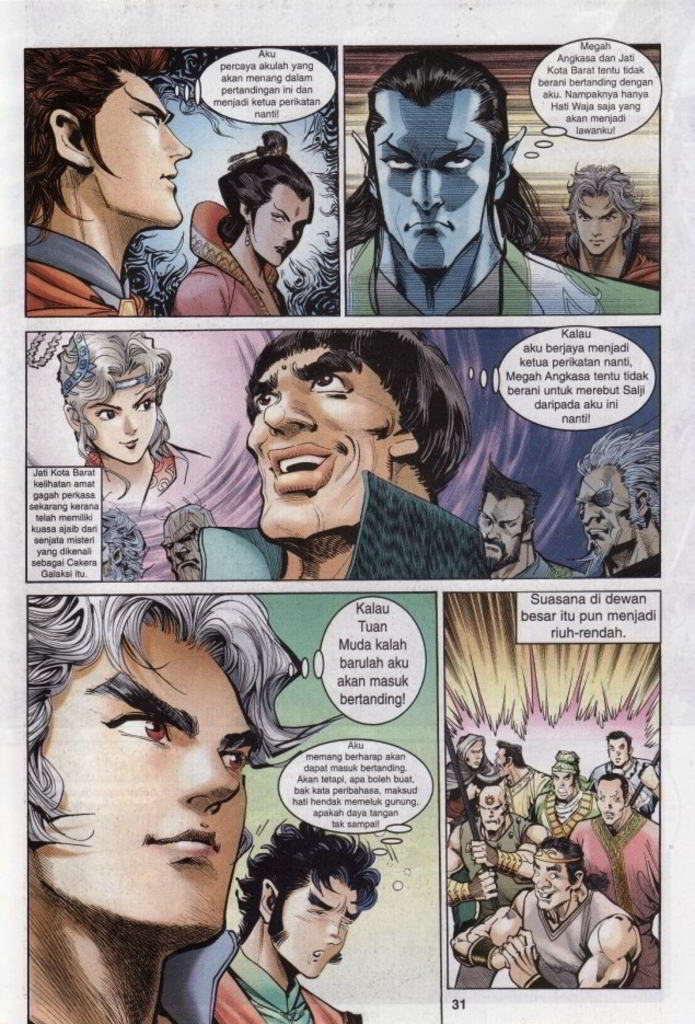 Aku
percaya akulah yang
akan menang dalam
pertandingan ini dan
menjadi ketua perikatan
nanti!
Megah
Angkasa dan Jati
Kota Barat tentu tidak
berani bertanding dengan
aku. Nampaknya hanya
Hati Waja saja yang
akan menjadi
lawanku!
Kalau
aku berjaya menjadi
ketua perikatan nanti,
Megah Angkasa tentu tidak
berani untuk merebut Salji
daripada aku ini
nanti!
Jati Kota Barat
kelihatan amat
gagah perkasa
sekarang kerana
telah memiliki
kuasa ajaib dari
senjata misteri
yang dikenali
sebagai Cakera
Galaksi itu.
Kalau
Tuan
Muda kalah
barulah aku
akan masuk
bertanding!
Aku
memang berharap akan
dapat masuk bertanding.
Akan tetapi, apa boleh buat,
bak kata peribahasa, maksud
hati hendak memeluk gunung,
apakah daya tangan
tak sampai!
Suasana di dewan
besar itu pun menjadi
riuh-rendah.
31